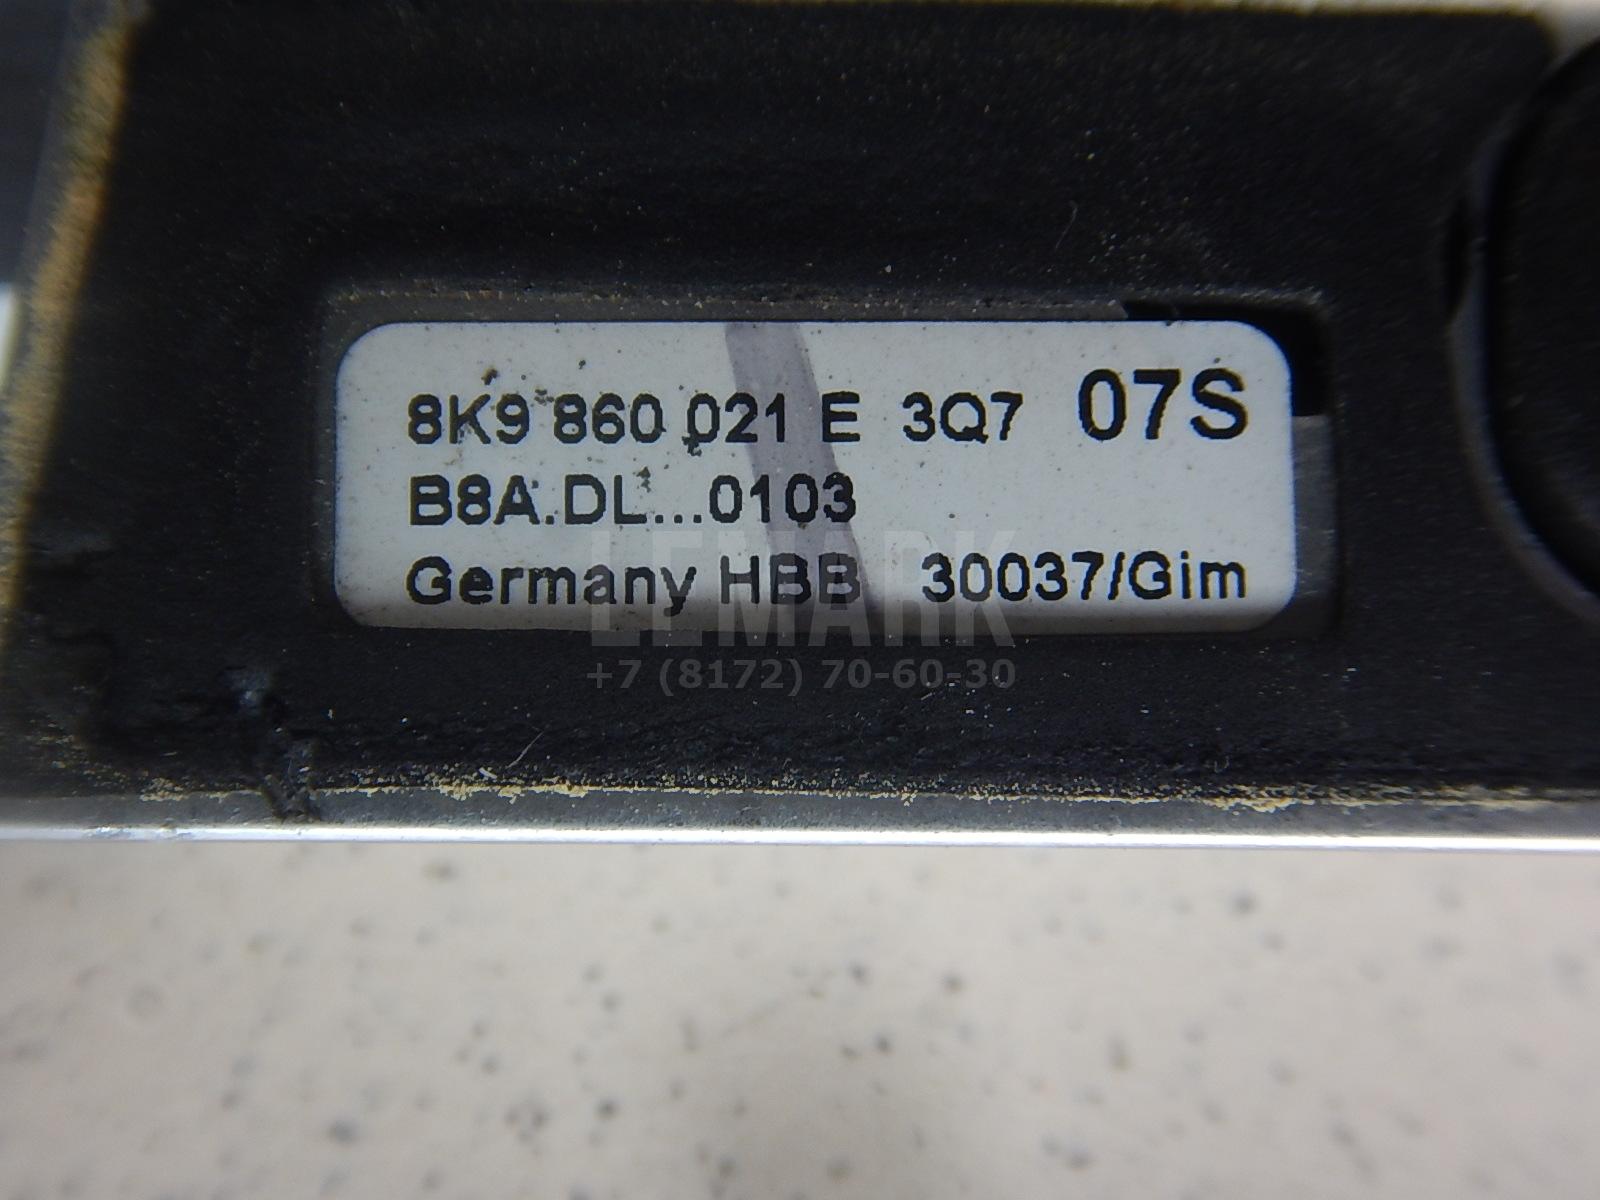 8K9 860 021 E 3Q7 07S
B8A.DL...0103
Germany HBB 30037/Gim
LEMARK
+7 (8172) 70-60-30